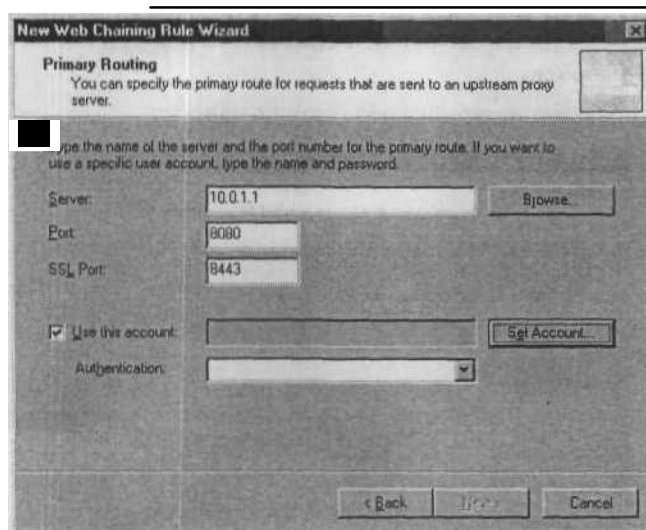 New Web Chaining Rule Wizard
Primary Routing
You can specify the primary route for requests that are sent to an upstream proxy
server.
ype the name of the server and the port number for the primary route. If you want to
use a specific user account, type the name and password.
Server:
10.0.1.1
Browse...
Port:
8080
SSL Port:
8443
Use this account:
Set Account...
Authentication:
< Back
Cancel